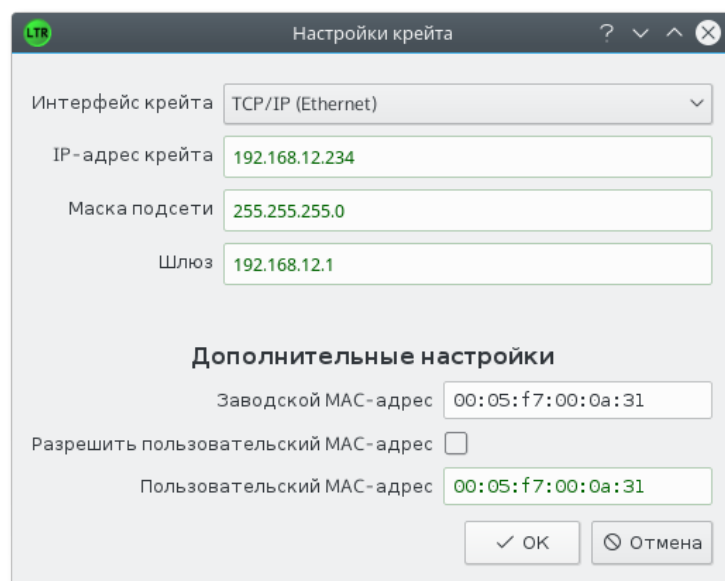 LTR Настройки крейта ?
Интерфейс крейта TCP/IP (Ethernet)
IP-адрес крейта 192.168.12.234
Маска подсети 255.255.255.0
Шлюз 192.168.12.1
Дополнительные настройки
Заводской MAC-адрес 00:05:f7:00:0a:31
Разрешить пользовательский MAC-адрес
Пользовательский MAC-адрес 00:05:f7:00:0a:31
OK Отмена